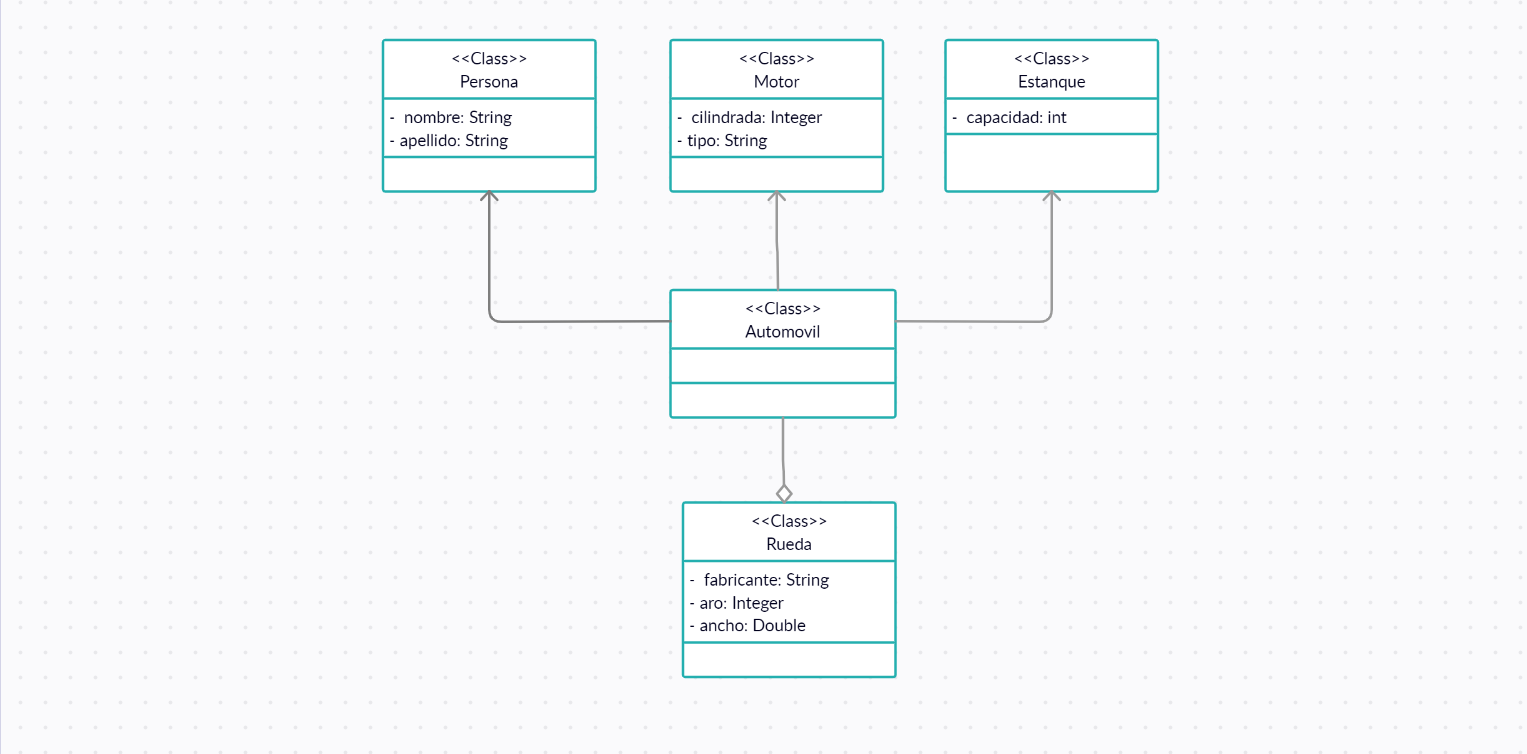 <<Class>>
Persona
- nombre: String
- apellido: String
<<Class>>
Motor
- cilindrada: Integer
- tipo: String
<<Class>>
Estanque
- capacidad: int
<<Class>>
Automovil
<<Class>>
Rueda
- fabricante: String
- aro: Integer
- ancho: Double